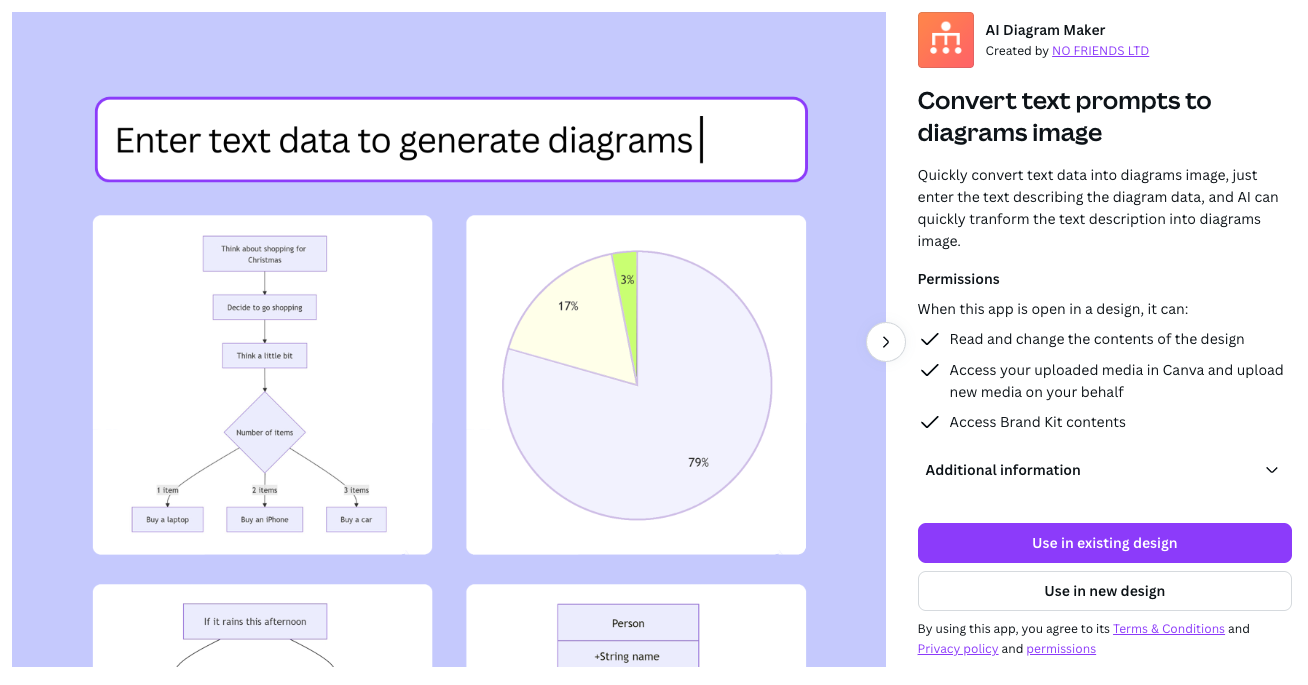 Enter text data to generate diagrams
Think about shopping for
Christmas
Decide to go shopping
Think a little bit
Number of items
1 item
2 items
3 items
Buy a laptop
Buy an iPhone
Buy a car
3%
17%
79%
If it rains this afternoon
Person
+String name
AI Diagram Maker
Created by NO FRIENDS LTD
Convert text prompts to
diagrams image
Quickly convert text data into diagrams image, just
enter the text describing the diagram data, and AI can
quickly tranform the text description into diagrams
image.
Permissions
When this app is open in a design, it can:
Read and change the contents of the design
Access your uploaded media in Canva and upload
new media on your behalf
Access Brand Kit contents
Additional information
Use in existing design
Use in new design
By using this app, you agree to its Terms & Conditions and
Privacy policy and permissions